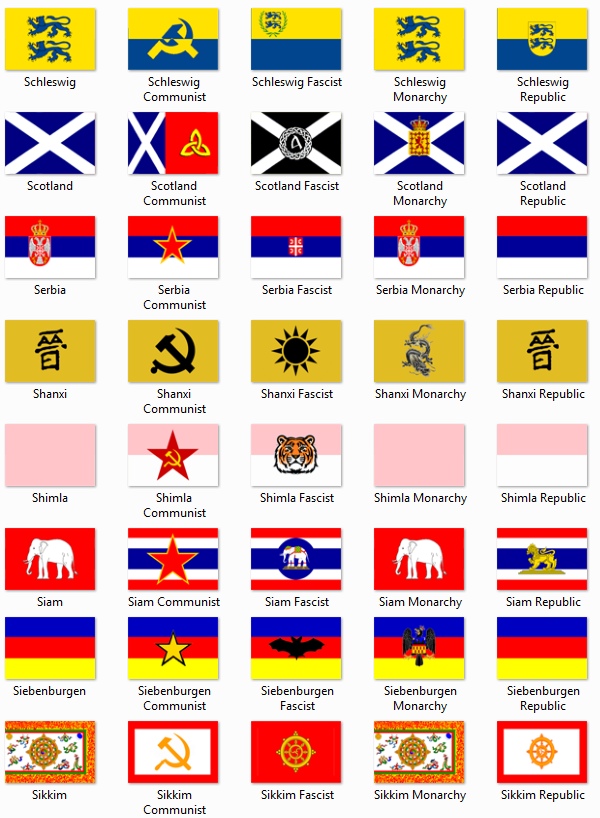 Schleswig
Schleswig
Communist
Schleswig Fascist
Schleswig
Monarchy
Schleswig
Republic
Scotland
Scotland
Communist
Scotland Fascist
Scotland
Monarchy
Scotland
Republic
Serbia
Serbia
Communist
Serbia Fascist
Serbia Monarchy
Serbia Republic
晉
Shanxi
Shanxi
Communist
Shanxi Fascist
Shanxi Monarchy
晉
Shanxi Republic
Shimla
Shimla
Communist
Shimla Fascist
Shimla Monarchy
Shimla Republic
Siam
Siam Communist
Siam Fascist
Siam Monarchy
Siam Republic
Siebenburgen
Siebenburgen
Communist
Siebenburgen
Fascist
Siebenburgen
Monarchy
Siebenburgen
Republic
Sikkim
Sikkim
Communist
Sikkim Fascist
Sikkim Monarchy
Sikkim Republic